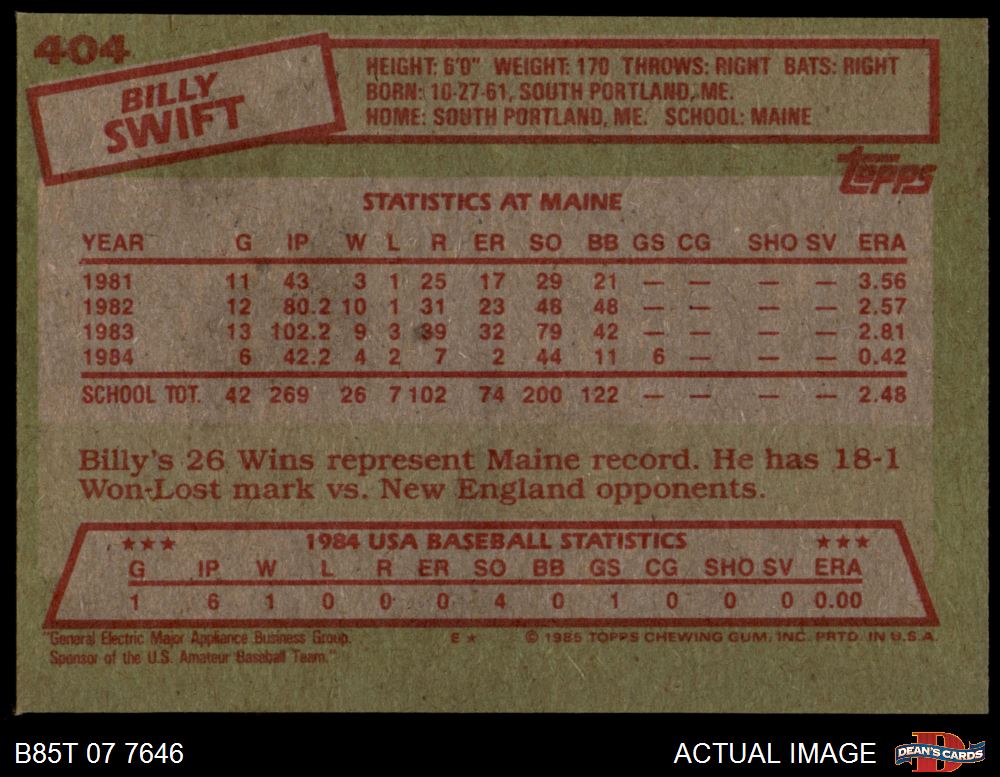 404
BILLY
SWIFT
HEIGHT: 6'0" WEIGHT: 170 THROWS: RIGHT BATS: RIGHT
BORN: 10-27-61, SOUTH PORTLAND, ME.
HOME: SOUTH PORTLAND, ME. SCHOOL: MAINE
topps
STATISTICS AT MAINE
YEAR G IP W L R ER SO BB GS CG SHO SV ERA
1981 11 43 3 1 25 17 29 21 — — — — 3.56
1982 12 80.2 10 1 31 23 48 48 — — — — 2.57
1983 13 102.2 9 3 39 32 79 42 — — — — 2.81
1984 6 42.2 4 2 7 2 44 11 6 — — — 0.42
SCHOOL TOT. 42 269 26 7 102 74 200 122 — — — — 2.48
Billy's 26 Wins represent Maine record. He has 18-1
Won-Lost mark vs. New England opponents.
★★★ 1984 USA BASEBALL STATISTICS ★★★
G IP W L R ER SO BB GS CG SHO SV ERA
1 6 1 0 0 0 4 0 1 0 0 0 0.00
"General Electric Major Appliance Business Group. E ★ © 1985 TOPPS CHEWING GUM, INC. PRTD. IN U.S.A.
Sponsor of the U.S. Amateur Baseball Team."
B85T 07 7646 ACTUAL IMAGE D DEAN'S CARDS